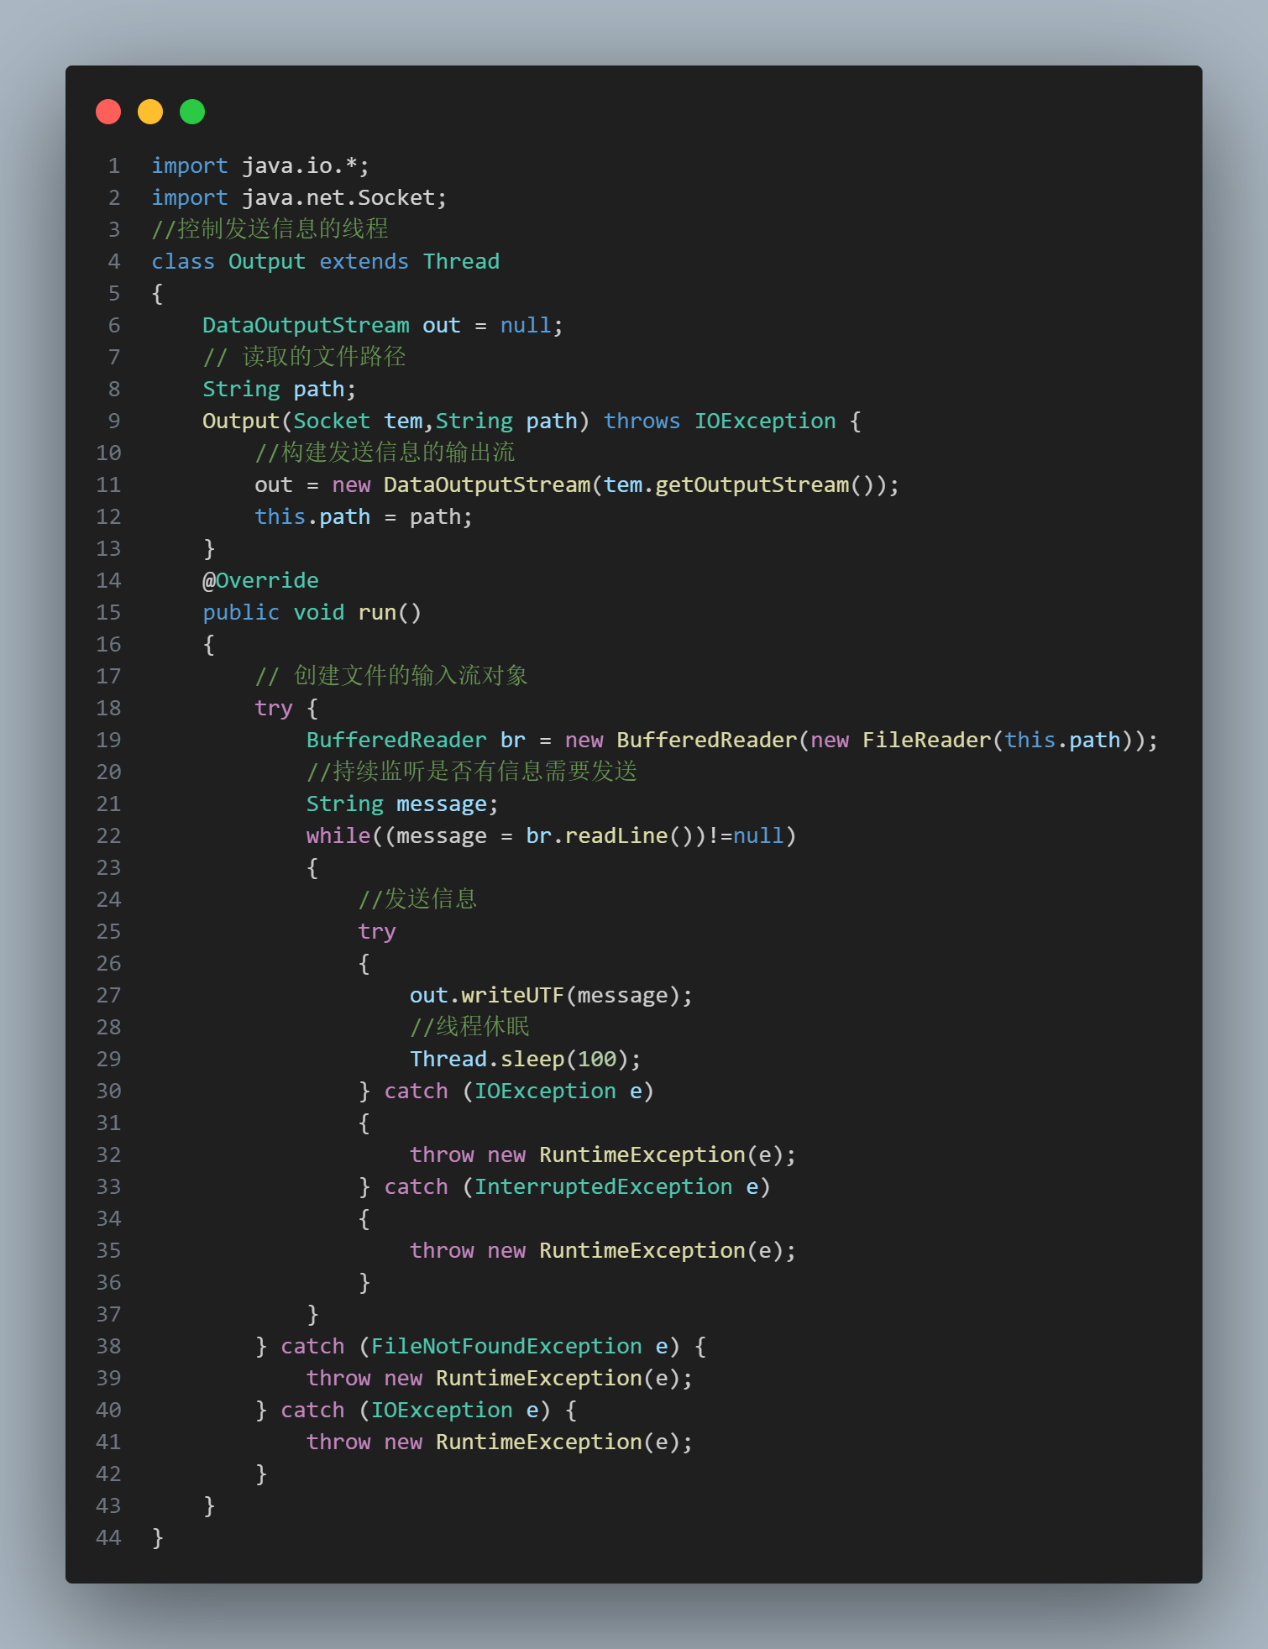 1 import java.io.*;
2 import java.net.Socket;
3 //控制发送信息的线程
4 class Output extends Thread
5 {
6     DataOutputStream out = null;
7     // 读取的文件路径
8     String path;
9     Output(Socket tem,String path) throws IOException {
10         //构建发送信息的输出流
11         out = new DataOutputStream(tem.getOutputStream());
12         this.path = path;
13     }
14     @Override
15     public void run()
16     {
17         // 创建文件的输入流对象
18         try {
19             BufferedReader br = new BufferedReader(new FileReader(this.path));
20             //持续监听是否有信息需要发送
21             String message;
22             while((message = br.readLine())!=null)
23             {
24                 //发送信息
25                 try
26                 {
27                     out.writeUTF(message);
28                     //线程休眠
29                     Thread.sleep(100);
30                 } catch (IOException e)
31                 {
32                     throw new RuntimeException(e);
33                 } catch (InterruptedException e)
34                 {
35                     throw new RuntimeException(e);
36                 }
37             }
38         } catch (FileNotFoundException e) {
39             throw new RuntimeException(e);
40         } catch (IOException e) {
41             throw new RuntimeException(e);
42         }
43     }
44 }